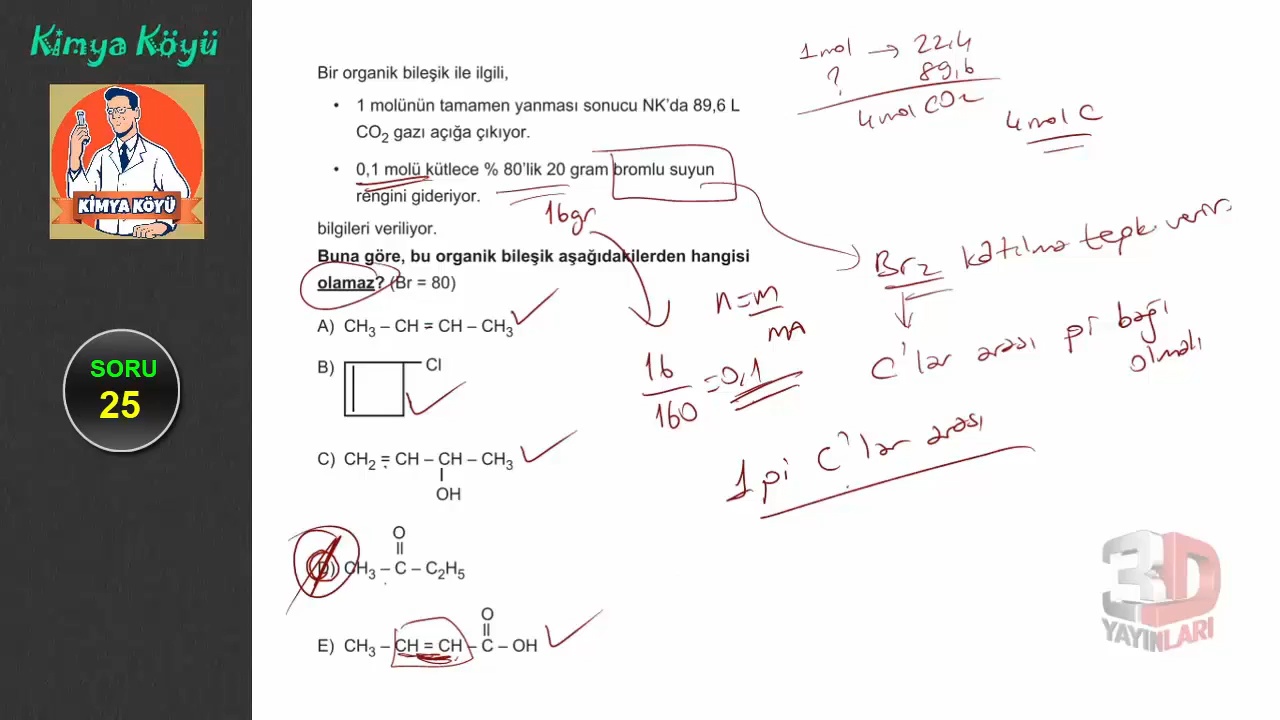 Kimya Köyü
KİMYA KÖYÜ
SORU
25
Bir organik bileşik ile ilgili,
• 1 molünün tamamen yanması sonucu NK'da 89,6 L
CO2 gazı açığa çıkıyor.
• 0,1 molü kütlece % 80'lik 20 gram bromlu suyun
rengini gideriyor.
16gr
bilgileri veriliyor.
Buna göre, bu organik bileşik aşağıdakilerden hangisi
olamaz? (Br = 80)
A) CH3 – CH = CH – CH3
B) Cl
C) CH2 = CH – CH – CH3
OH
O
D) CH3 – C – C2H5
O
E) CH3 – CH = CH – C – OH
1mol → 22,4
? 89,6
4mol CO2
4mol C
Br2 katılma tepk verir.
C'lar arası pi bağı
olmalı
n = m
MA
16
160
= 0,1
1 pi C'lar arası
3D
YAYINLARI